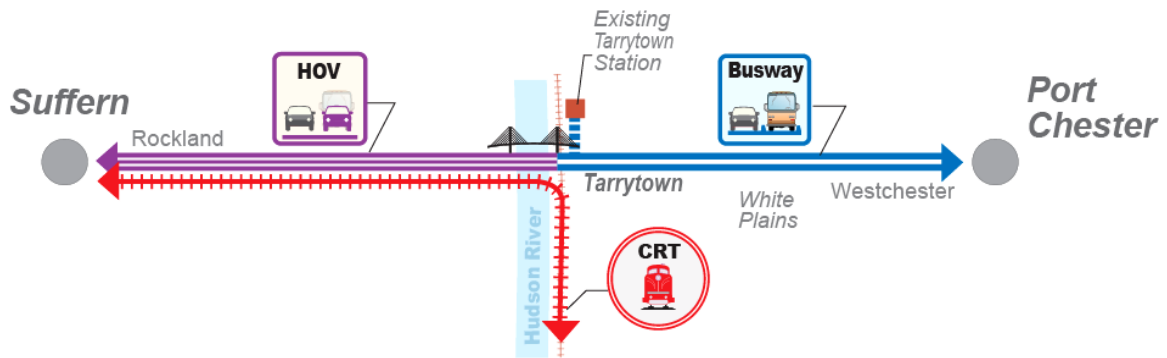 Existing
Tarrytown
Station
HOV
Busway
Suffern
Port
Chester
Rockland
Tarrytown
White
Plains
Westchester
Hudson River
CRT